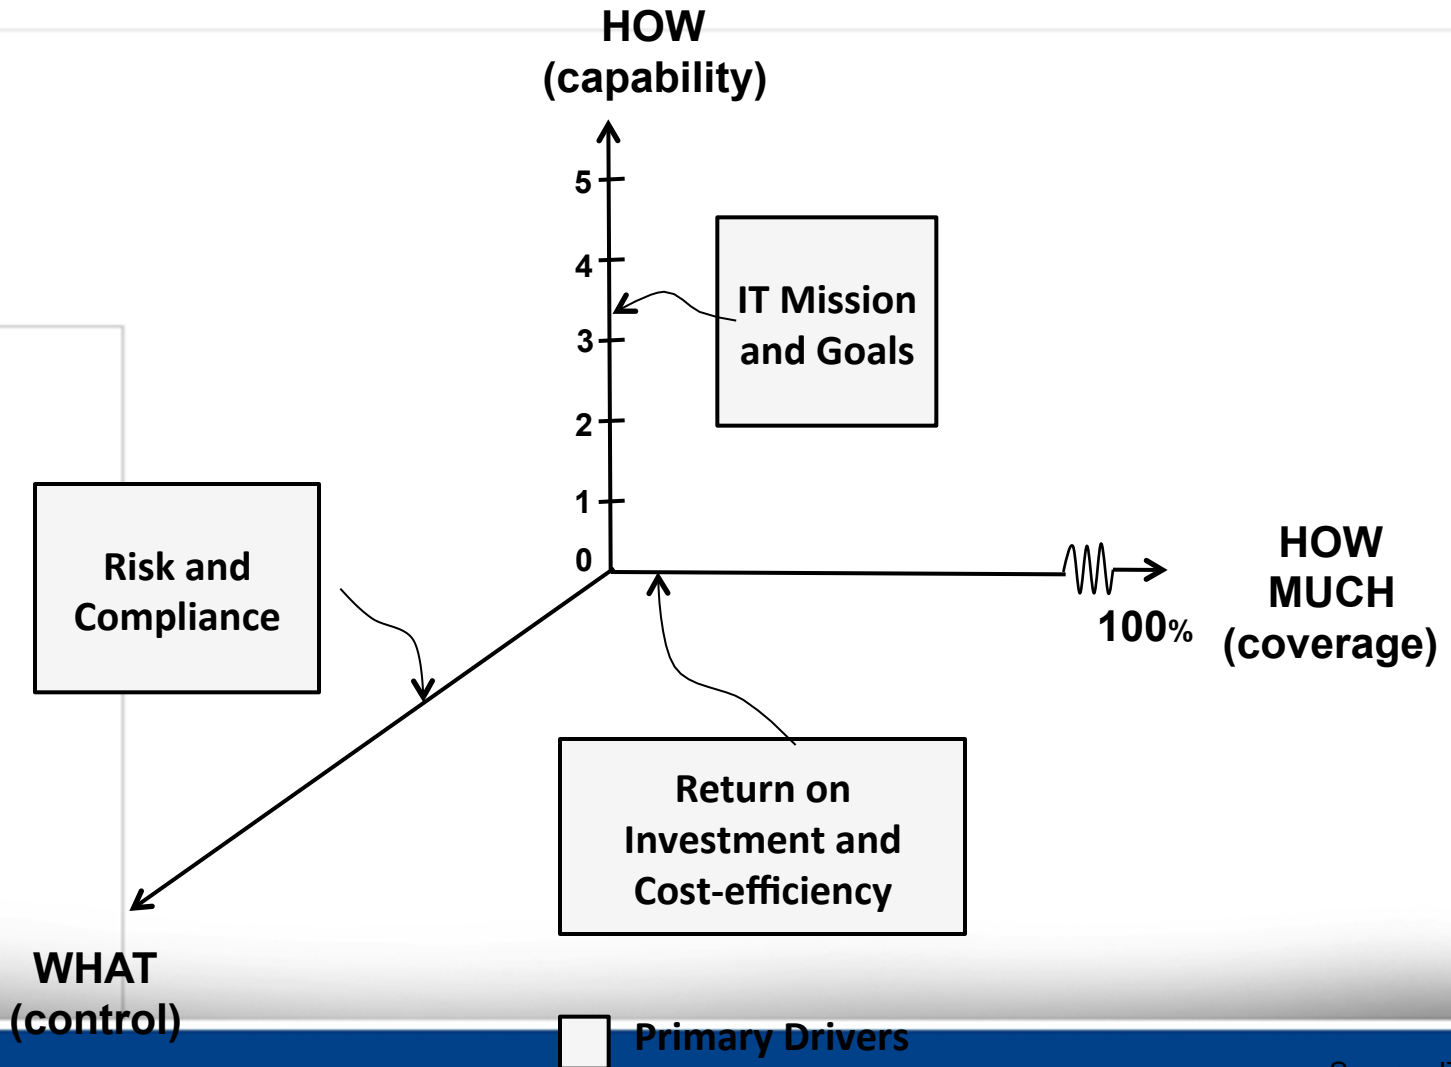 HOW
(capability)
5
4
IT Mission
and Goals
3
2
1
0
Risk and
Compliance
HOW
MUCH
(coverage)
100%
Return on
Investment and
Cost-efficiency
WHAT
(control)
Primary Drivers